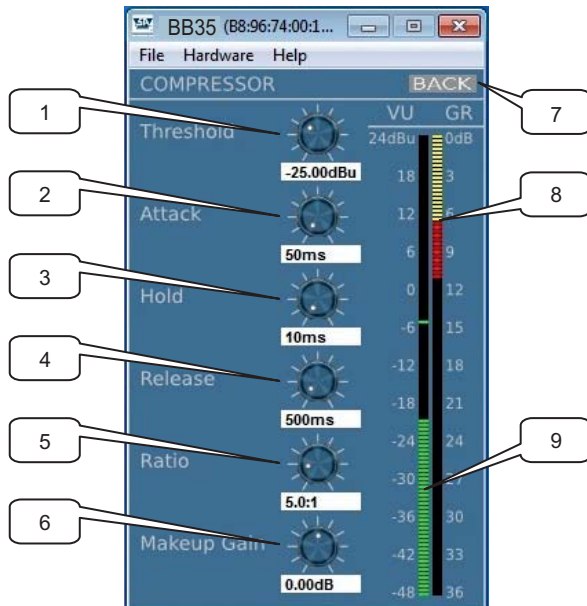 BB35 (B8:96:74:00:1...
File Hardware Help
COMPRESSOR BACK
VU GR
1
Threshold
-25.00dBu
2
Attack
50ms
3
Hold
10ms
4
Release
500ms
5
Ratio
5.0:1
6
Makeup Gain
0.00dB
24dBu 0dB
18 3
12 6
6 9
0 12
-6 15
-12 18
-18 21
-24 24
-30 27
-36 30
-42 33
-48 36
7
8
9